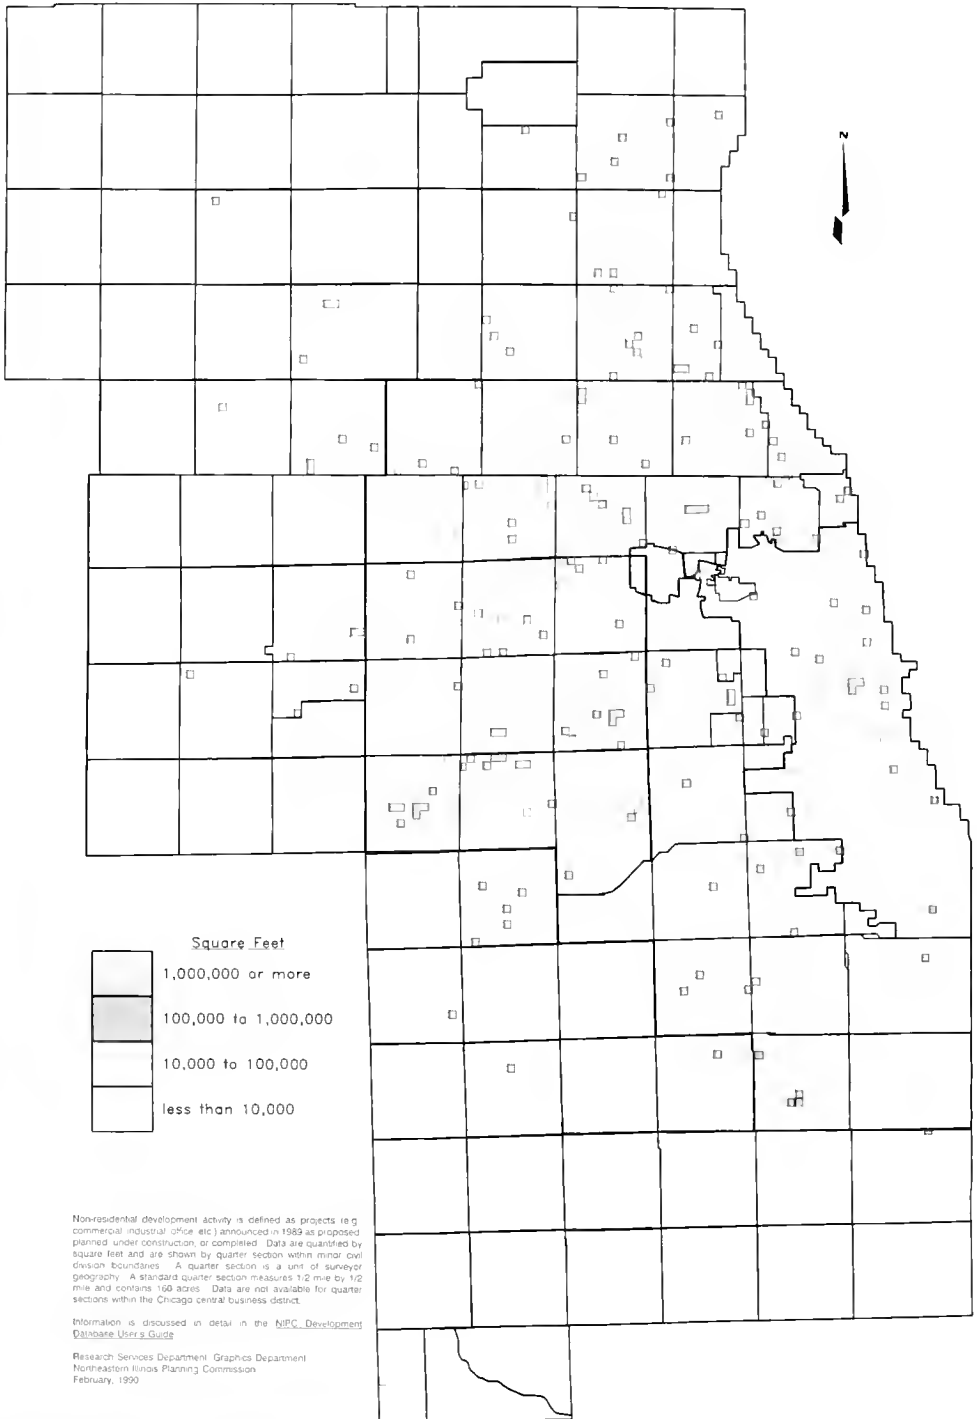 N
Square Feet
1,000,000 or more
100,000 to 1,000,000
10,000 to 100,000
less than 10,000
Non-residential development activity is defined as projects (e.g.
commercial industrial office etc) announced in 1989 as proposed
planned under construction, or completed Data are quantified by
square feet and are shown by quarter section within minor civil
division boundaries A quarter section is a unit of surveyor
geography A standard quarter section measures 1/2 mile by 1/2
mile and contains 160 acres Data are not available for quarter
sections within the Chicago central business district.
Information is discussed in detail in the NIPC Development
Database User's Guide
Research Services Department Graphics Department
Northeastern Illinois Planning Commission
February, 1990